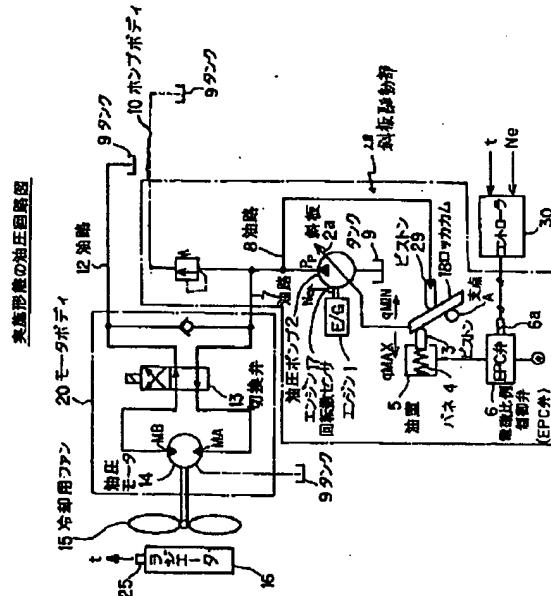 実施形態の油圧回路図
20 モータボディ
12 油路
9 タンク
10 ポンプボディ
9 タンク
15 冷却用ファン
油圧
モータ
14
MB
MA
13
切換弁
9 タンク
t
25
ラジエータ
16
7
油路
8 油路
28
斜板駆動部
PP
斜板
2a
油圧ポンプ2
エンジン17
回転数センサ
エンジン1
E/G
タンク
9
ピストン
29
18ロッカカム
支点
A
qMAX
qMIN
3
ピストン
5
油室
4
バネ
6a
6
EPC弁
電磁比例
制御弁
(EPC弁)
コントローラ
30
t
Ne